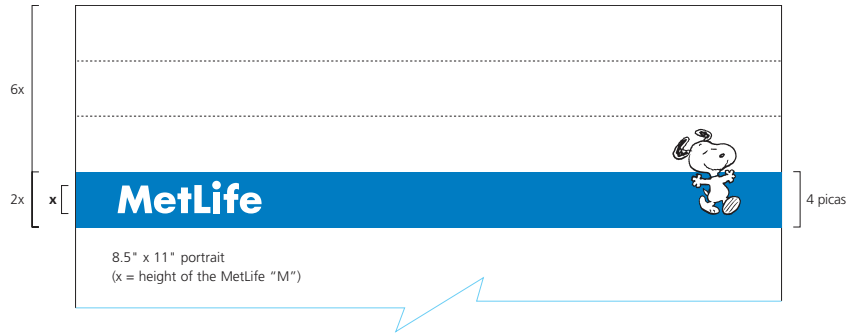 6x
2x
x
MetLife
4 picas
8.5" x 11" portrait
(x = height of the MetLife “M”)